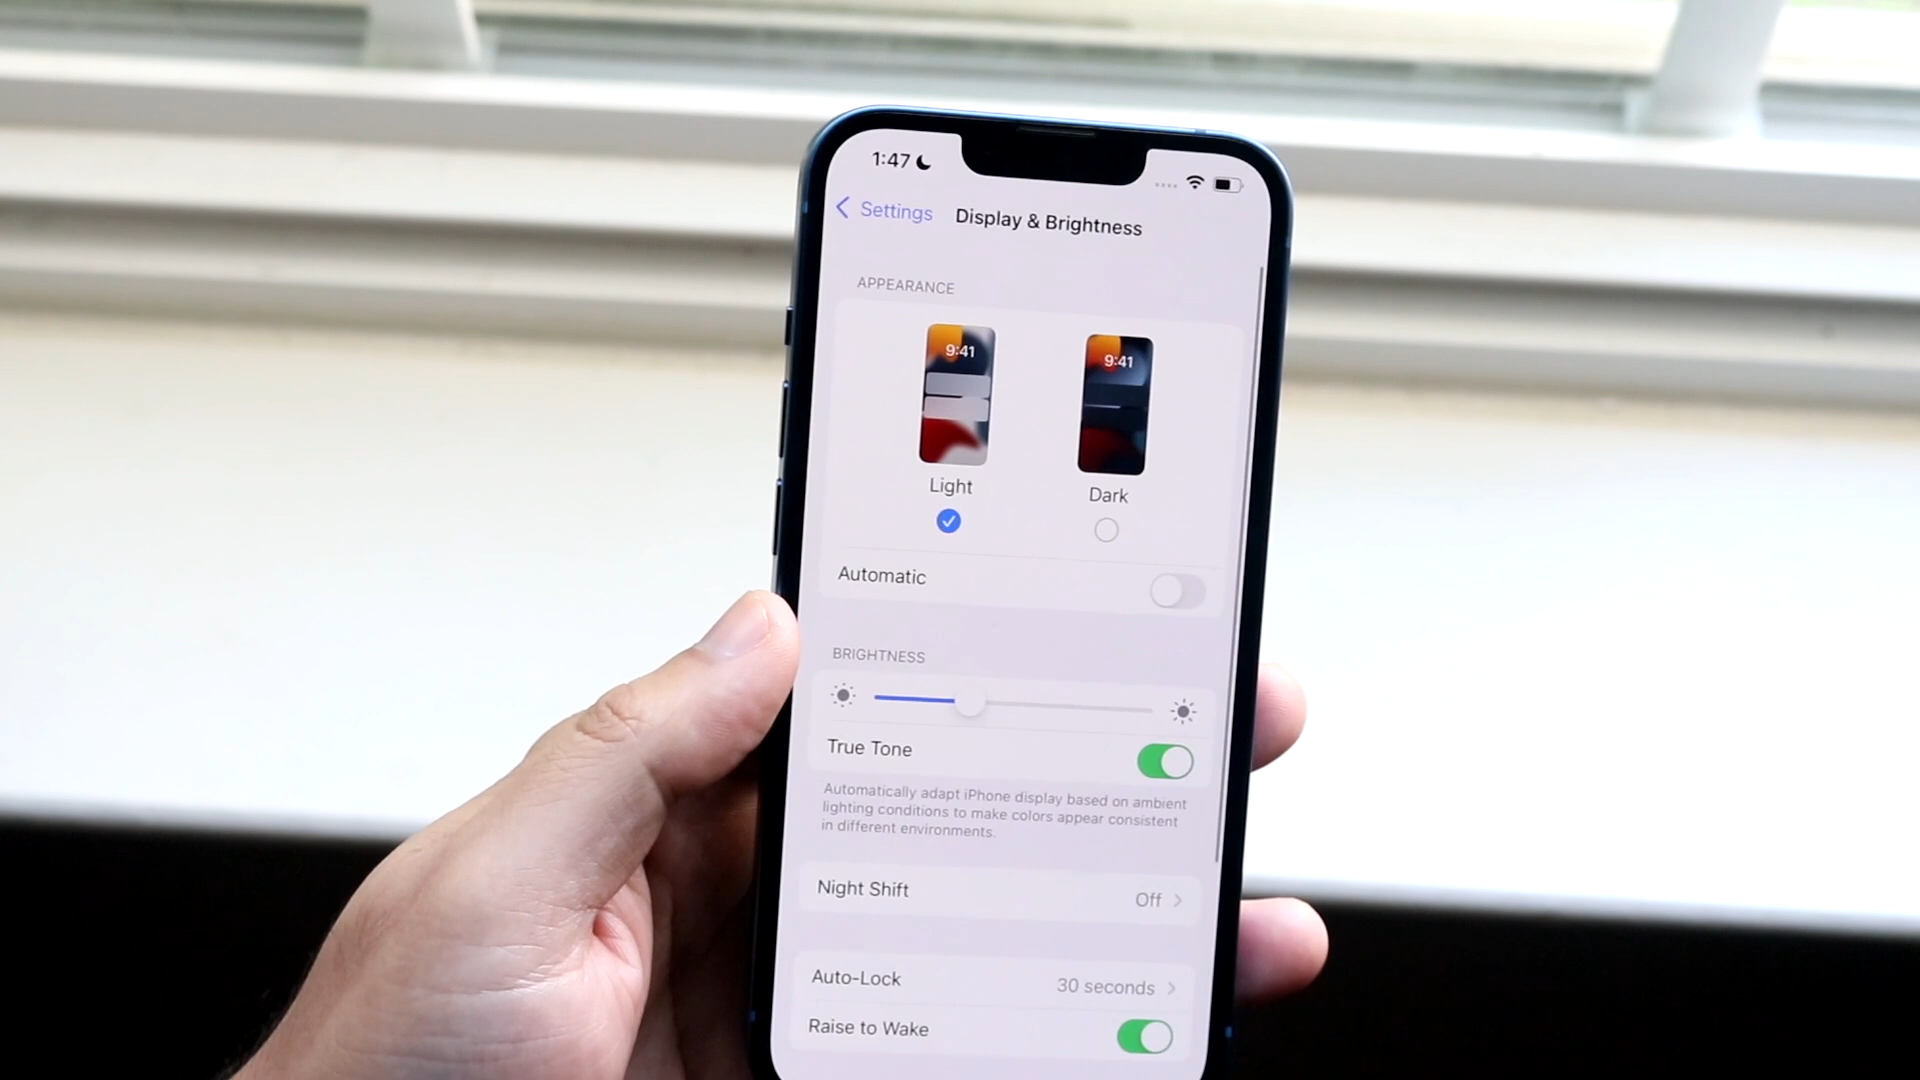 1:47
Settings
Display & Brightness
APPEARANCE
9:41
9:41
Light
Dark
Automatic
BRIGHTNESS
True Tone
Automatically adapt iPhone display based on ambient
lighting conditions to make colors appear consistent
in different environments.
Night Shift
Off
Auto-Lock
30 seconds
Raise to Wake